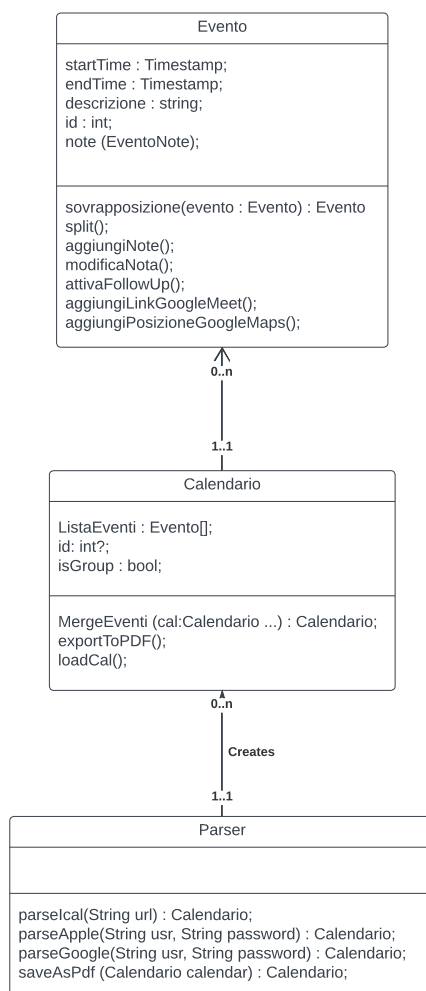 Evento
startTime : Timestamp;
endTime : Timestamp;
descrizione : string;
id : int;
note (EventoNote);
sovrapposizione(evento : Evento) : Evento
split();
aggiungiNote();
modificaNota();
attivaFollowUp();
aggiungiLinkGoogleMeet();
aggiungiPosizioneGoogleMaps();
0..n
1..1
Calendario
ListaEventi : Evento[];
id: int?;
isGroup : bool;
MergeEventi (cal:Calendario ...) : Calendario;
exportToPDF();
loadCal();
0..n
Creates
1..1
Parser
parseIcal(String url) : Calendario;
parseApple(String usr, String password) : Calendario;
parseGoogle(String usr, String password) : Calendario;
saveAsPdf (Calendario calendar) : Calendario;